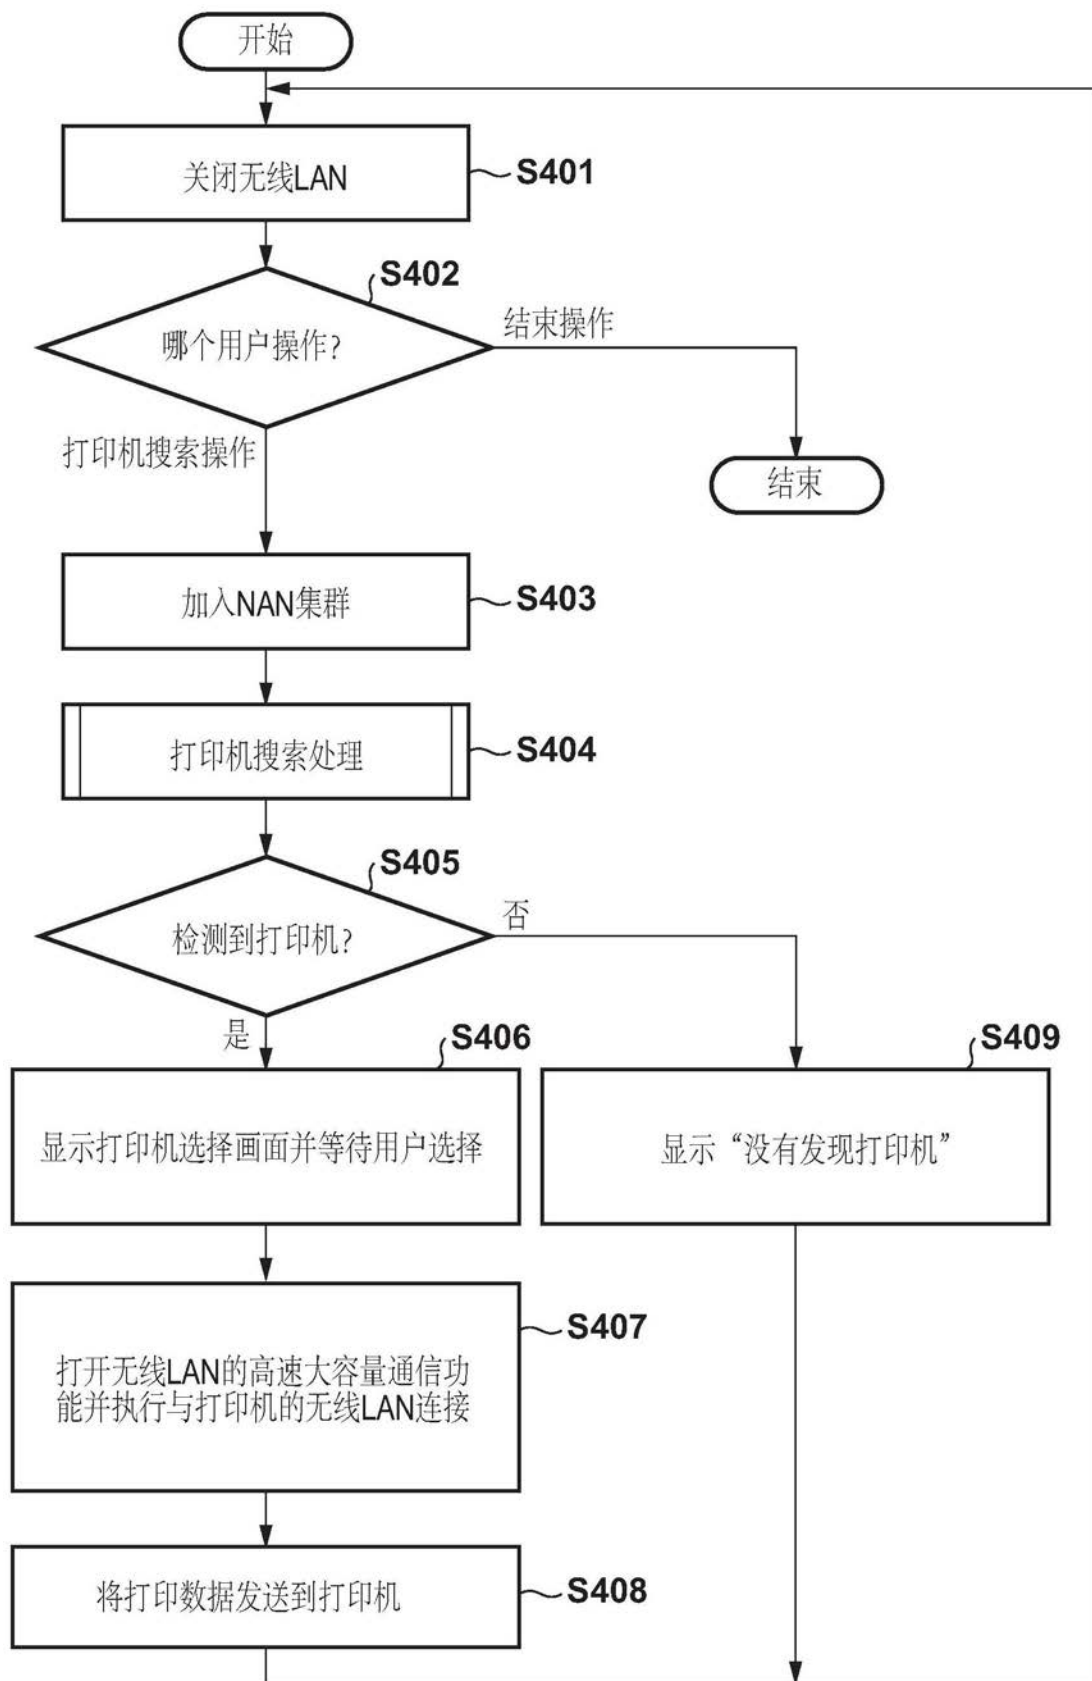 开始
关闭无线LAN
S401
S402
哪个用户操作?
结束操作
打印机搜索操作
结束
加入NAN集群
S403
打印机搜索处理
S404
S405
检测到打印机?
否
是
S406
S409
显示打印机选择画面并等待用户选择
显示“没有发现打印机”
S407
打开无线LAN的高速大容量通信功
能并执行与打印机的无线LAN连接
将打印数据发送到打印机
S408